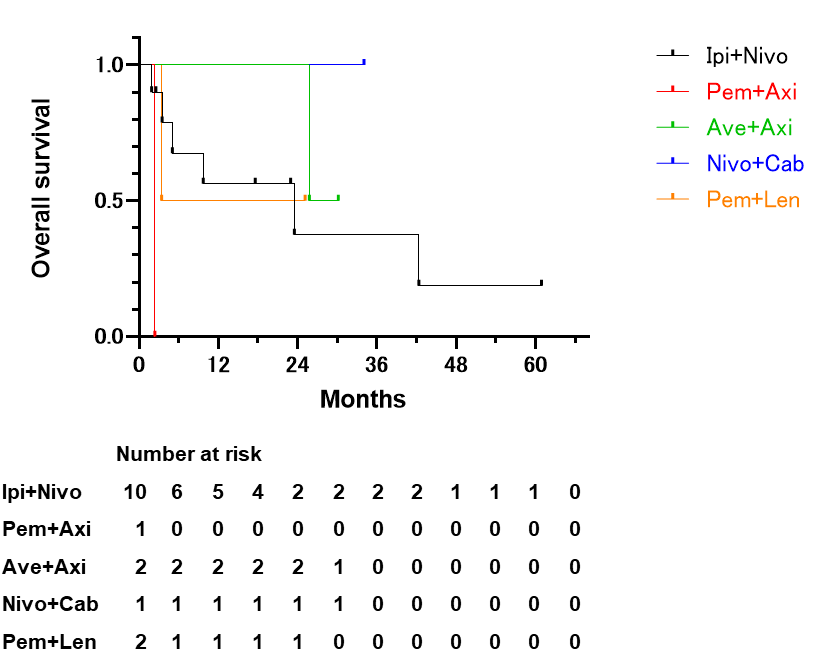 Overall survival
1.0
0.5
0.0
0 12 24 36 48 60
Months
Ipi+Nivo
Pem+Axi
Ave+Axi
Nivo+Cab
Pem+Len
Number at risk
Ipi+Nivo 10 6 5 4 2 2 2 2 1 1 1 0
Pem+Axi 1 0 0 0 0 0 0 0 0 0 0 0
Ave+Axi 2 2 2 2 2 1 0 0 0 0 0 0
Nivo+Cab 1 1 1 1 1 1 0 0 0 0 0 0
Pem+Len 2 1 1 1 1 0 0 0 0 0 0 0